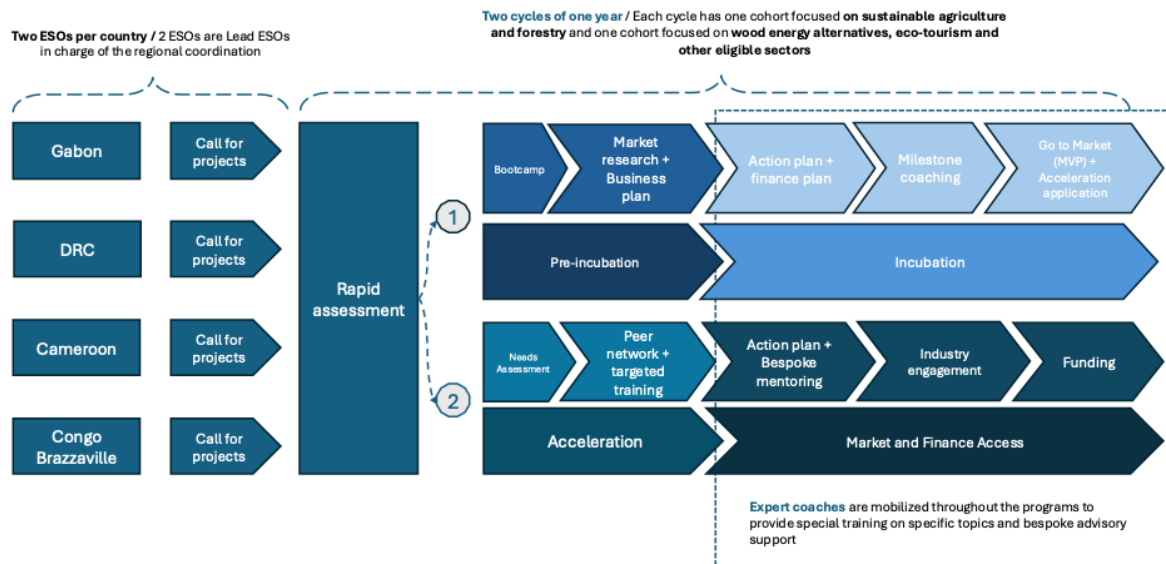 Two ESOs per country / 2 ESOs are Lead ESOs
in charge of the regional coordination
Two cycles of one year / Each cycle has one cohort focused on sustainable agriculture
and forestry and one cohort focused on wood energy alternatives, eco-tourism and
other eligible sectors
Gabon
Call for
projects
DRC
Call for
projects
Cameroon
Call for
projects
Congo
Brazzaville
Call for
projects
Rapid
assessment
1
Bootcamp
Market
research +
Business
plan
Action plan +
finance plan
Milestone
coaching
Go to Market
(MVP) +
Acceleration
application
Pre-incubation
Incubation
2
Needs
Assessment
Peer
network +
targeted
training
Action plan +
Bespoke
mentoring
Industry
engagement
Funding
Acceleration
Market and Finance Access
Expert coaches are mobilized throughout the programs to
provide special training on specific topics and bespoke advisory
support